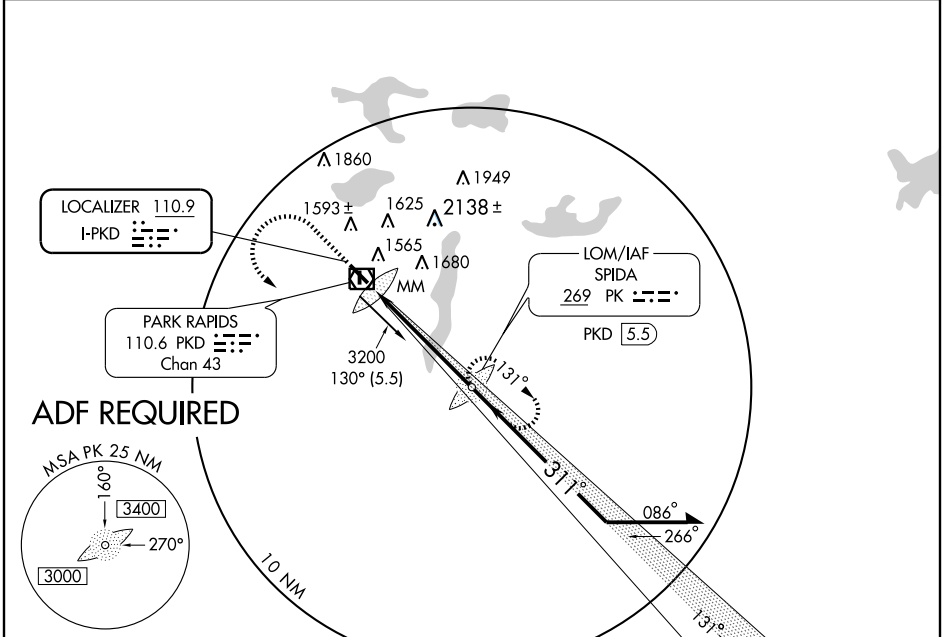 1860
1949
1593 ±
1625
2138 ±
1565
1680
LOCALIZER 110.9
I-PKD
MM
LOM/IAF
SPIDA
269 PK
PKD 5.5
PARK RAPIDS
110.6 PKD
Chan 43
3200
130° (5.5)
131°
ADF REQUIRED
MSA PK 25 NM
160°
3400
270°
3000
10 NM
311°
086°
266°
131°